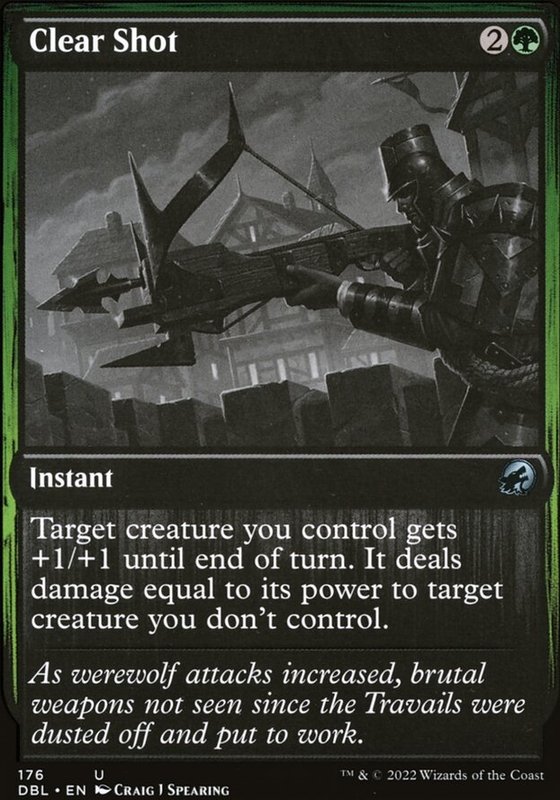 Clear Shot 2
Instant
Target creature you control gets
+1/+1 until end of turn. It deals
damage equal to its power to target
creature you don't control.
As werewolf attacks increased, brutal
weapons not seen since the Travails were
dusted off and put to work.
176 U
DBL • EN Craig J Spearing
™ & © 2022 Wizards of the Coast